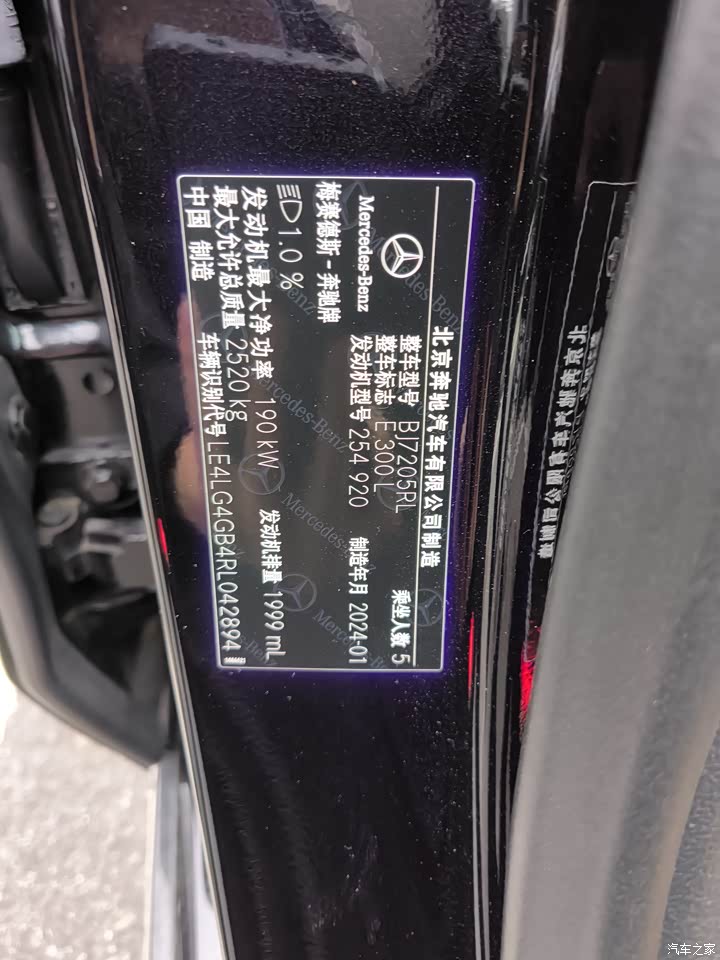 北京奔驰汽车有限公司制造
Mercedes-Benz
整车型号 BJ7205RL 乘坐人数 5
整车标志 E 300 L
发动机型号 254 920 制造年月 2024-01
梅赛德斯-奔驰牌
1.0 %
发动机最大净功率 190 kW 发动机排量 1999 mL
最大允许总质量 2520 kg
中国 制造 车辆识别代号 LE4LG4GB4RL042894
汽车之家